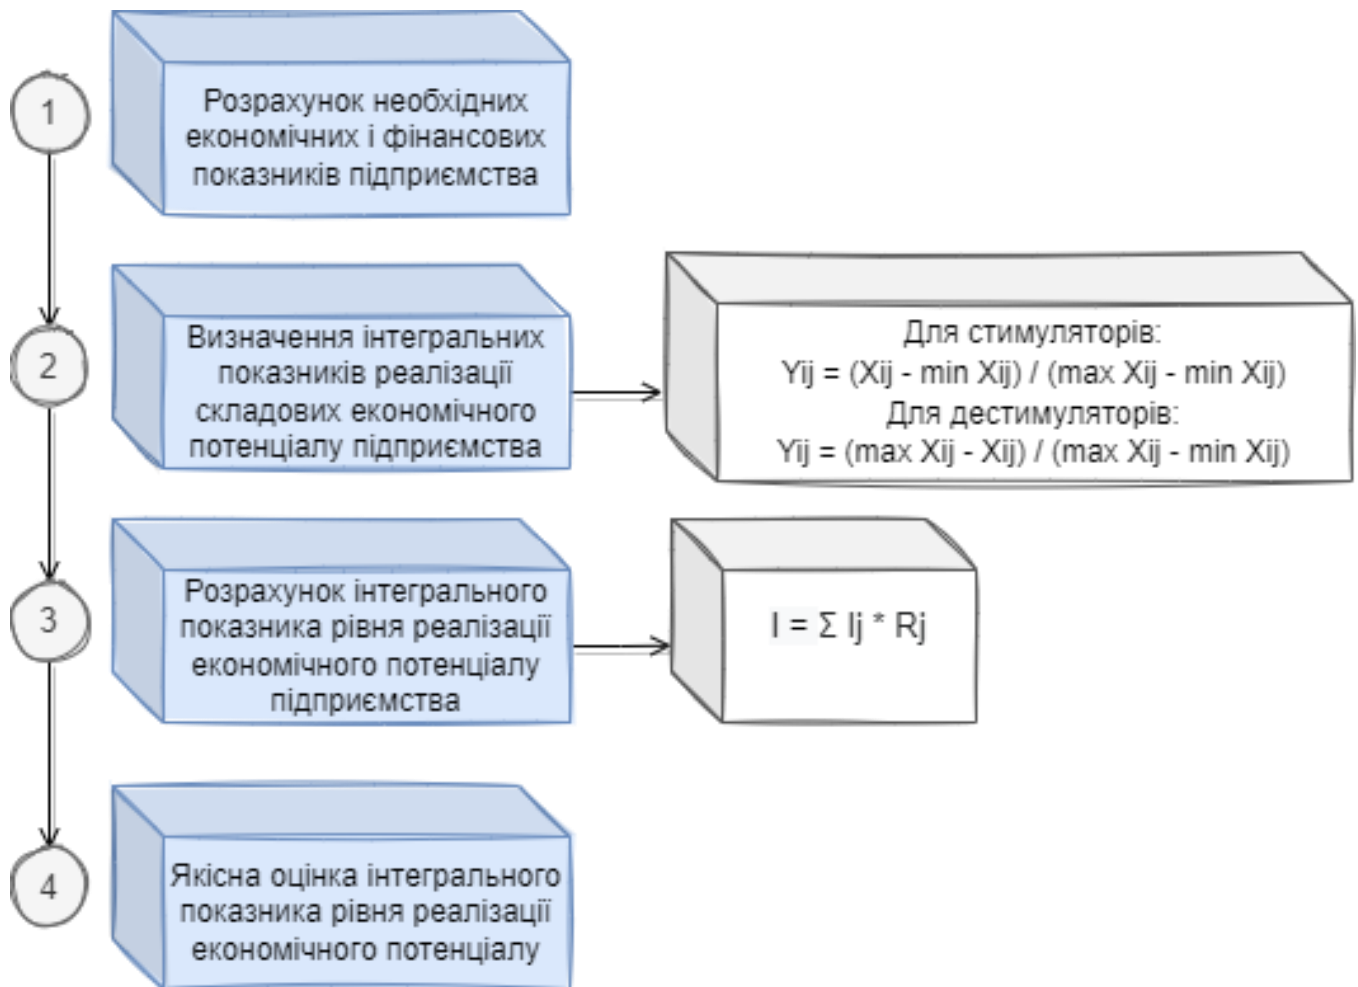 1
Розрахунок необхідних
економічних і фінансових
показників підприємства
2
Визначення інтегральних
показників реалізації
складових економічного
потенціалу підприємства
Для стимуляторів:
Yij = (Xij - min Xij) / (max Xij - min Xij)
Для дестимуляторів:
Yij = (max Xij - Xij) / (max Xij - min Xij)
3
Розрахунок інтегрального
показника рівня реалізації
економічного потенціалу
підприємства
I = Σ Ij * Rj
4
Якісна оцінка інтегрального
показника рівня реалізації
економічного потенціалу